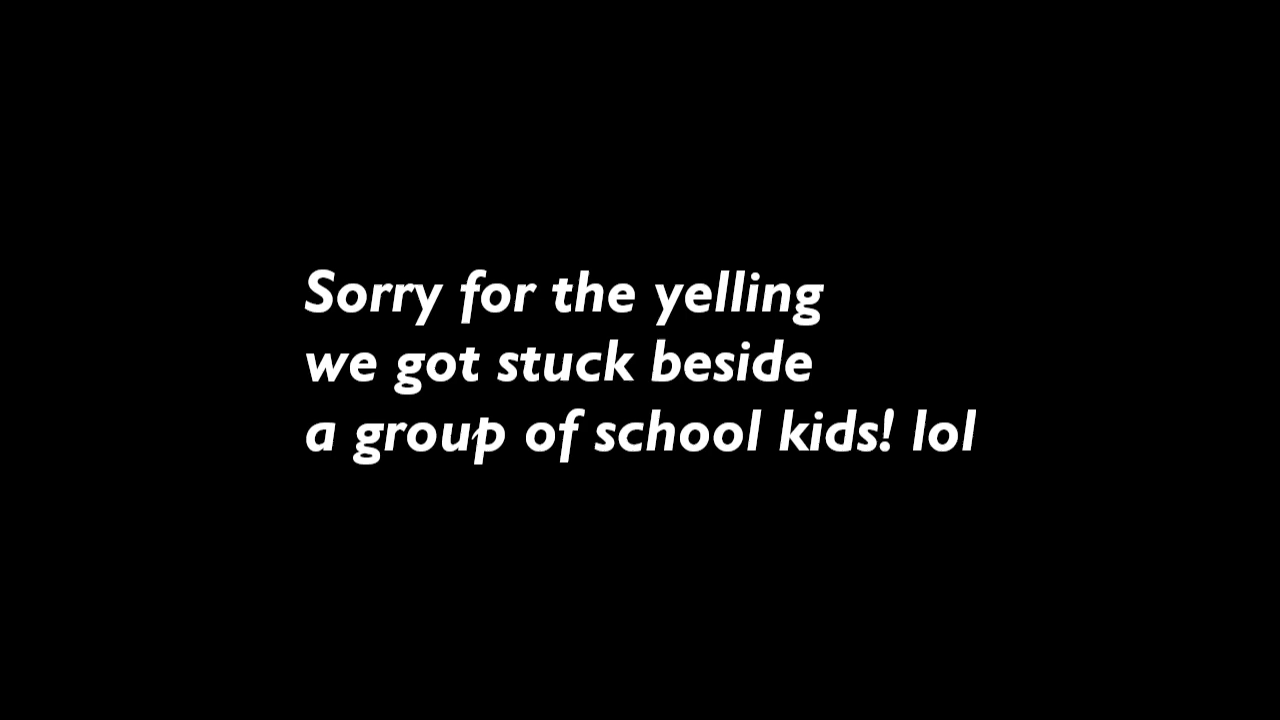 Sorry for the yelling
we got stuck beside
a group of school kids! lol